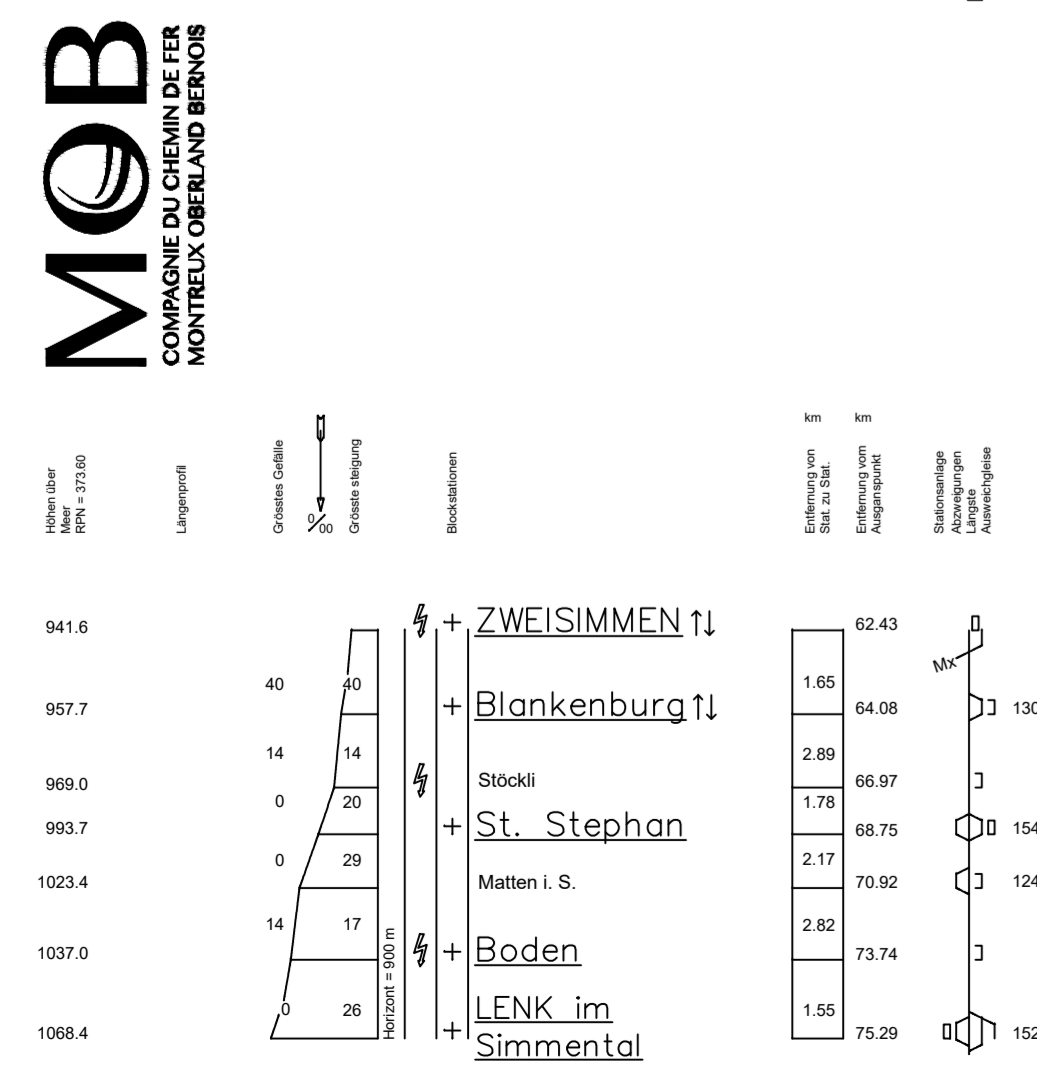 MOB
COMPAGNIE DU CHEMIN DE FER
MONTREUX OBERLAND BERNOIS
Höhen über
Meer
RPN = 373.60
Längenprofil
Grösstes Gefälle
0/00
Grösste steigung
Blockstationen
km
Entfernung von
Stat. zu Stat.
km
Entfernung vom
Ausganspunkt
Stationsanlage
Abzweigungen
Längste
Ausweichgleise
941.6 + ZWEISIMMEN ↑↓ 62.43
Mx
40 40 1.65
957.7 + Blankenburg ↑↓ 64.08 130
14 14 2.89
969.0 Stöckli 66.97
0 20 1.78
993.7 + St. Stephan 68.75 154
0 29 2.17
1023.4 Matten i. S. 70.92 124
14 17 2.82
1037.0 + Boden 73.74
0 26 1.55
Horizont = 900 m
1068.4 + LENK im
Simmental 75.29 152